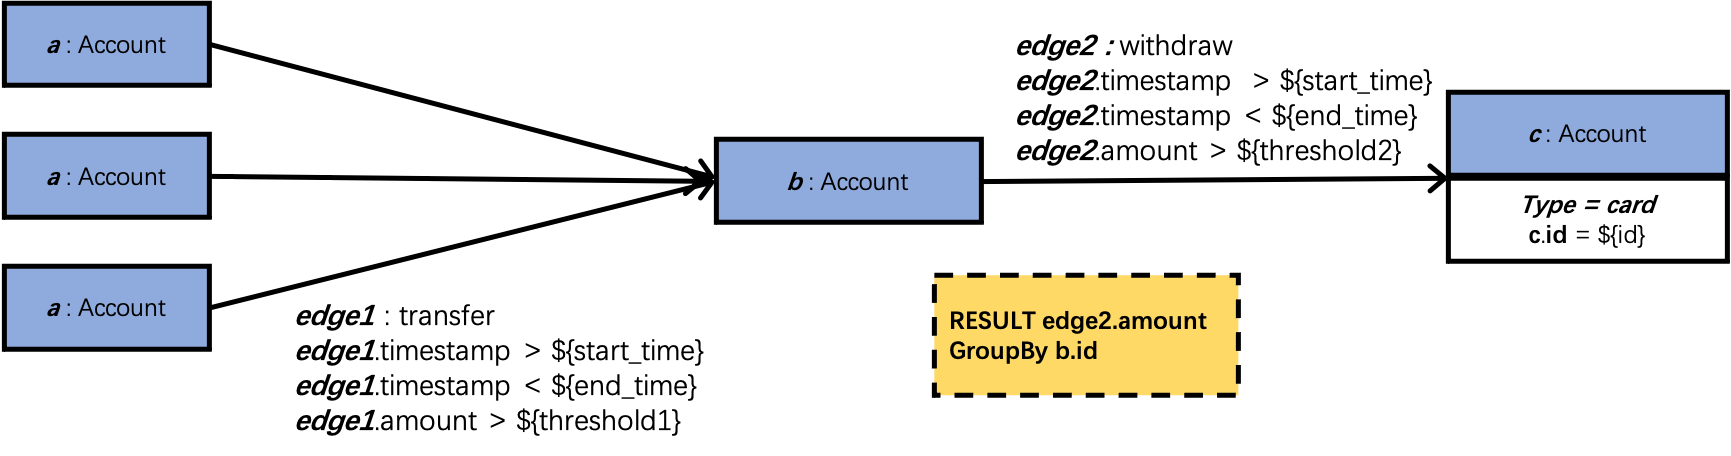 a : Account
a : Account
a : Account
edge1 : transfer
edge1.timestamp > ${start_time}
edge1.timestamp < ${end_time}
edge1.amount > ${threshold1}
b : Account
edge2 : withdraw
edge2.timestamp > ${start_time}
edge2.timestamp < ${end_time}
edge2.amount > ${threshold2}
c : Account
Type = card
c.id = ${id}
RESULT edge2.amount
GroupBy b.id